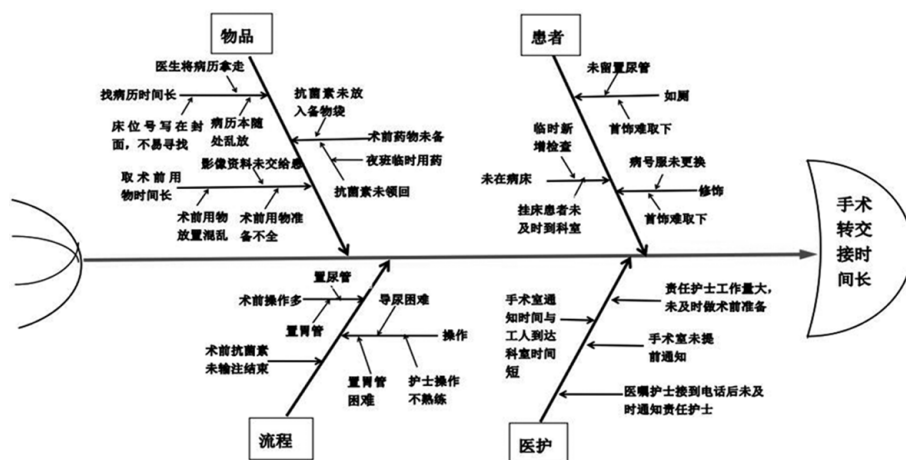 物品
患者
医生将病历拿走
找病历时间长
床位号写在封
面，不易寻找
病历本随
处乱放
抗菌素未放
入备物袋
术前药物未备
夜班临时用药
抗菌素未领回
影像资料未交给患
取术前用
物时间长
术前用物
放置混乱
术前用物准
备不全
未留置尿管
如厕
首饰难取下
临时新
增检查
未在病床
挂床患者未
及时到科室
病号服未更换
修饰
首饰难取下
手术
转交
接时
间长
置尿管
术前操作多
置胃管
导尿困难
操作
置胃管
困难
护士操作
不熟练
术前抗菌素
未输注结束
手术室通
知时间与
工人到达
科室时间
短
责任护士工作量大，
未及时做术前准备
手术室未提
前通知
医嘱护士接到电话后未及
时通知责任护士
流程
医护